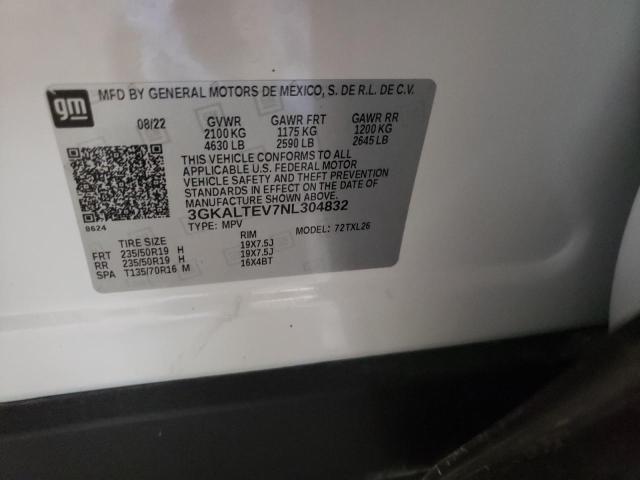 gm
MFD BY GENERAL MOTORS DE MÉXICO, S. DE R.L. DE C.V.
08/22 GVWR GAWR FRT GAWR RR
2100 KG 1175 KG 1200 KG
4630 LB 2590 LB 2645 LB
THIS VEHICLE CONFORMS TO ALL
APPLICABLE U.S. FEDERAL MOTOR
VEHICLE SAFETY AND THEFT PREVENTION
STANDARDS IN EFFECT ON THE DATE OF
MANUFACTURE SHOWN ABOVE.
3GKALTEV7NL304832
8624 TYPE: MPV MODEL: 72TXL26
TIRE SIZE RIM
FRT 235/50R19 H 19X7.5J
RR 235/50R19 H 19X7.5J
SPA T135/70R16 M 16X4BT